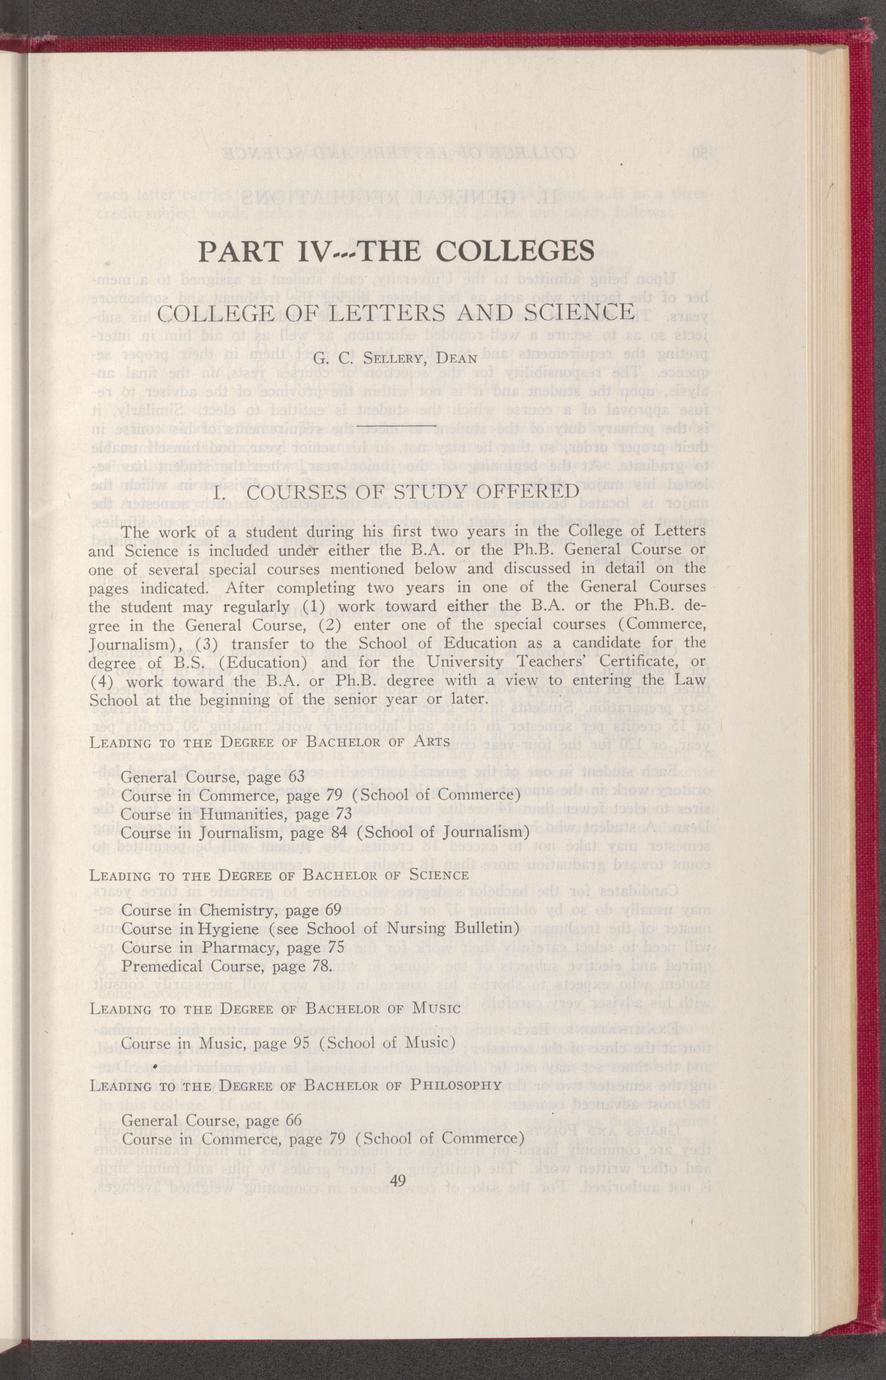 PART IV---THE COLLEGES
COLLEGE OF LETTERS AND SCIENCE
G. C. Sellery, Dean
I. COURSES OF STUDY OFFERED
The work of a student during his first two years in the College of Letters
and Science is included under either the B.A. or the Ph.B. General Course or
one of several special courses mentioned below and discussed in detail on the
pages indicated. After completing two years in one of the General Courses
the student may regularly (1) work toward either the B.A. or the Ph.B. de-
gree in the General Course, (2) enter one of the special courses (Commerce,
Journalism), (3) transfer to the School of Education as a candidate for the
degree of B.S. (Education) and for the University Teachers' Certificate, or
(4) work toward the B.A. or Ph.B. degree with a view to entering the Law
School at the beginning of the senior year or later.
Leading to the Degree of Bachelor of Arts
General Course, page 63
Course in Commerce, page 79 (School of Commerce)
Course in Humanities, page 73
Course in Journalism, page 84 (School of Journalism)
Leading to the Degree of Bachelor of Science
Course in Chemistry, page 69
Course in Hygiene (see School of Nursing Bulletin)
Course in Pharmacy, page 75
Premedical Course, page 78.
Leading to the Degree of Bachelor of Music
Course in Music, page 95 (School of Music)
Leading to the Degree of Bachelor of Philosophy
General Course, page 66
Course in Commerce, page 79 (School of Commerce)
49